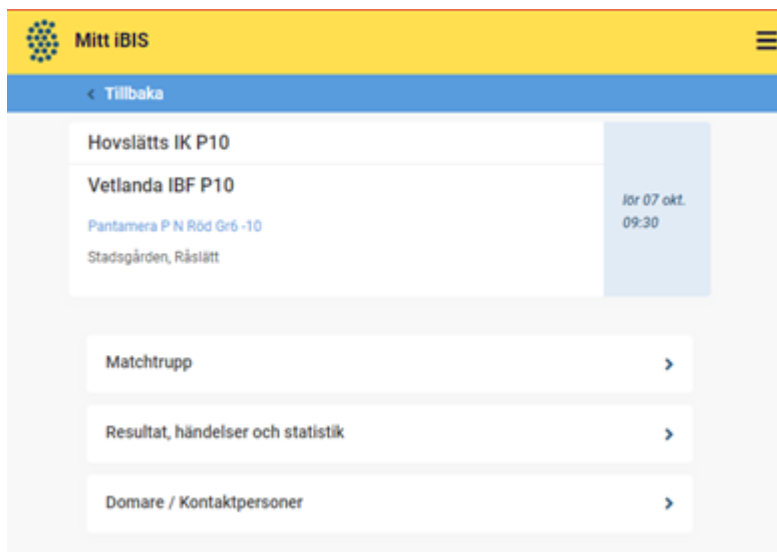 Mitt iBIS
< Tillbaka
Hovslätts IK P10
Vetlanda IBF P10
Pantamera P N Röd Gr6 -10
Stadsgården, Råslätt
lör 07 okt.
09:30
Matchtrupp
Resultat, händelser och statistik
Domare / Kontaktpersoner